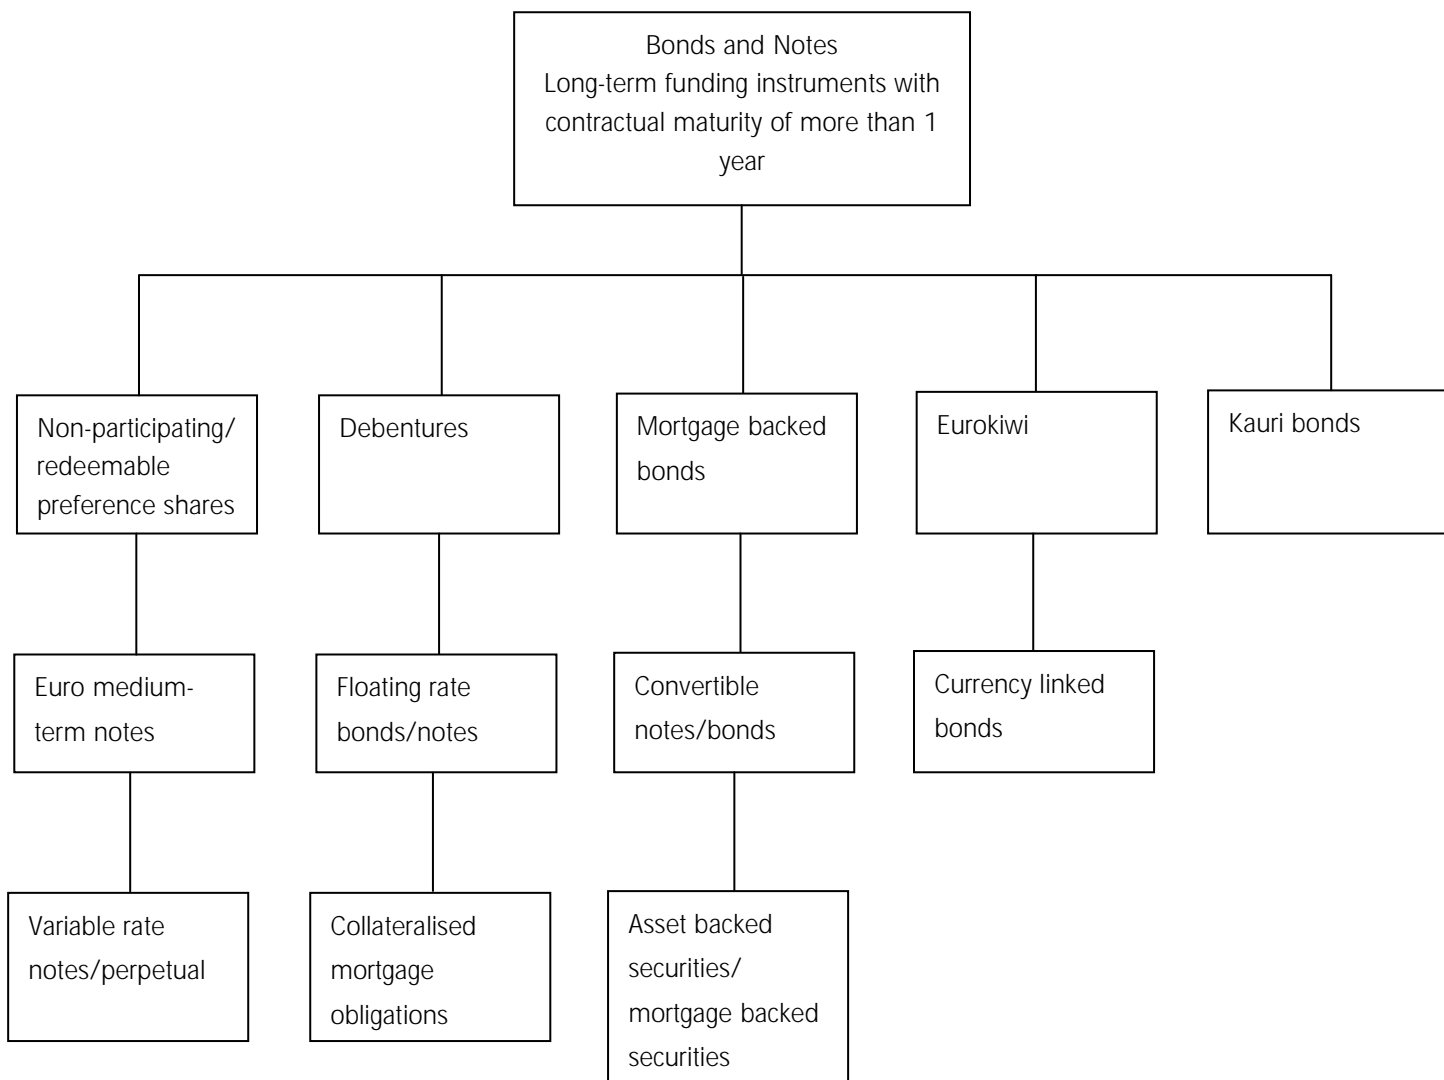 Bonds and Notes
Long-term funding instruments with
contractual maturity of more than 1
year
Non-participating/
redeemable
preference shares
Debentures
Mortgage backed
bonds
Eurokiwi
Kauri bonds
Euro medium-
term notes
Floating rate
bonds/notes
Convertible
notes/bonds
Currency linked
bonds
Variable rate
notes/perpetual
Collateralised
mortgage
obligations
Asset backed
securities/
mortgage backed
securities